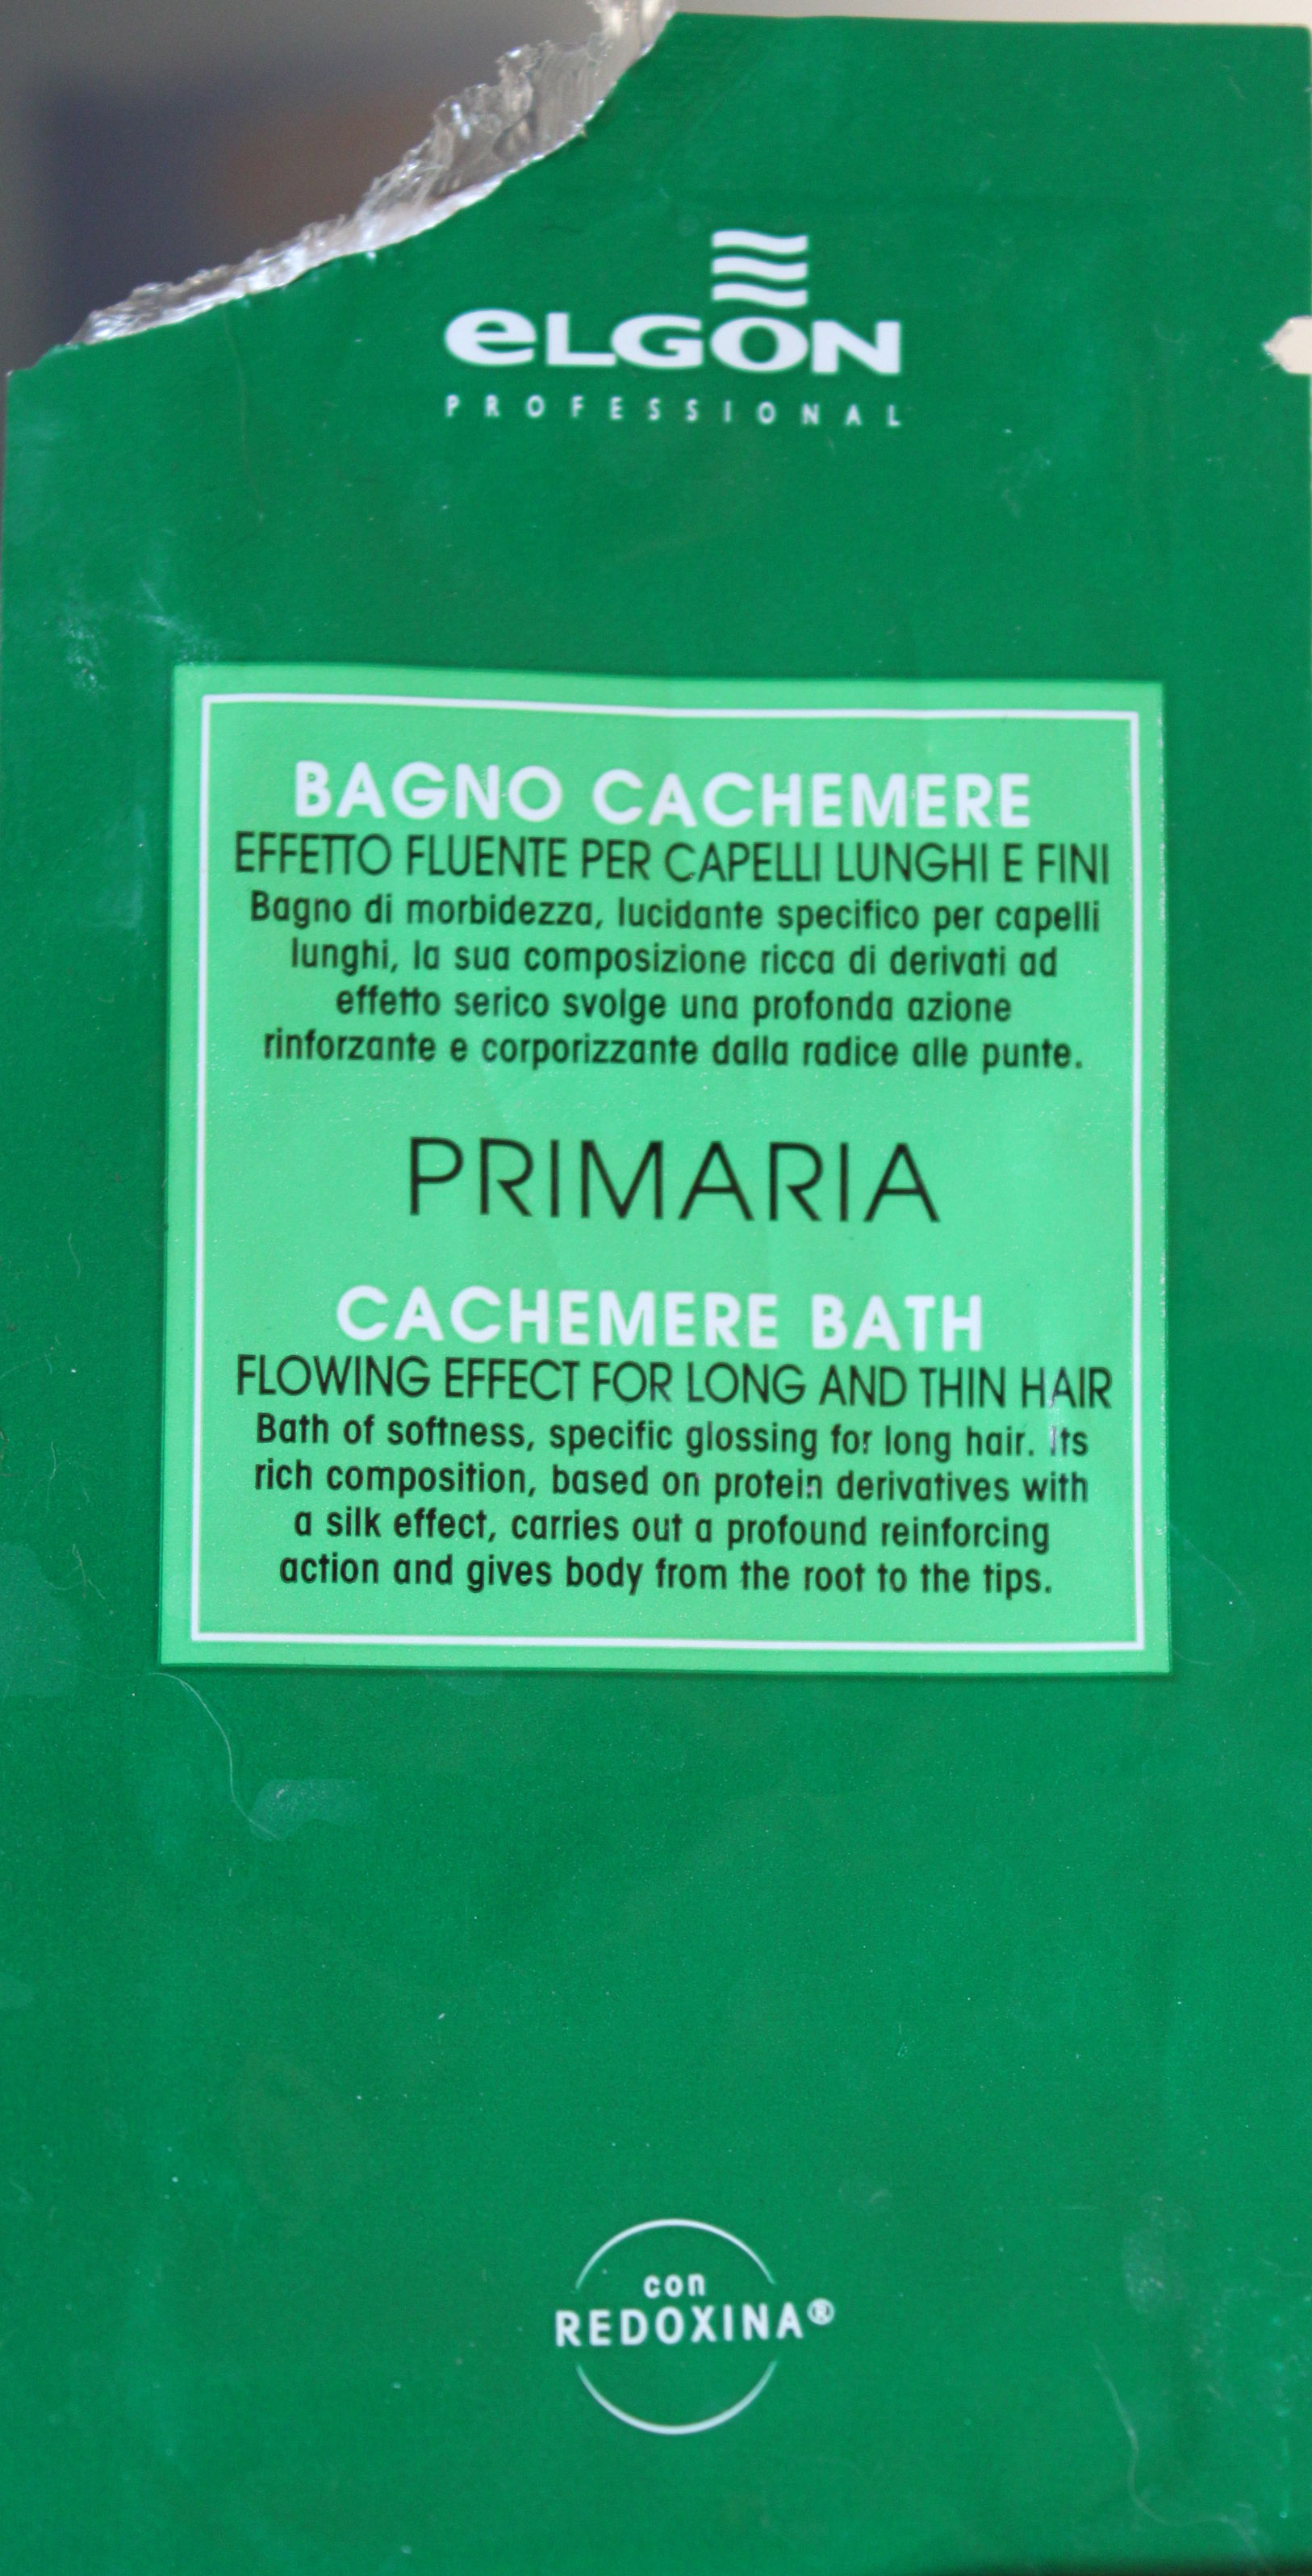 eLGON
PROFESSIONAL
BAGNO CACHEMERE
EFFETTO FLUENTE PER CAPELLI LUNGHI E FINI
Bagno di morbidezza, lucidante specifico per capelli
lunghi, la sua composizione ricca di derivati ad
effetto serico svolge una profonda azione
rinforzante e corporizzante dalla radice alle punte.
PRIMARIA
CACHEMERE BATH
FLOWING EFFECT FOR LONG AND THIN HAIR
Bath of softness, specific glossing for long hair. Its
rich composition, based on protein derivatives with
a silk effect, carries out a profound reinforcing
action and gives body from the root to the tips.
con
REDOXINA®